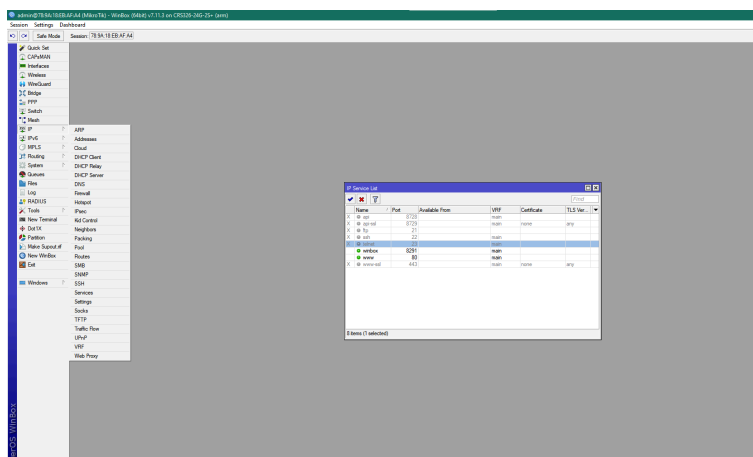 admin@78:9A:18:EB:AF:A4 (MikroTik) - WinBox (64bit) v7.11.3 on CRS326-24G-2S+ (arm)
Session Settings Dashboard
Safe Mode Session: 78:9A:18:EB:AF:A4
Quick Set
CAPsMAN
Interfaces
Wireless
WireGuard
Bridge
PPP
Switch
Mesh
IP
IPv6
MPLS
Routing
System
Queues
Files
Log
RADIUS
Tools
New Terminal
Dot1X
Partition
Make Supout.rif
New WinBox
Exit
Windows
ARP
Addresses
Cloud
DHCP Client
DHCP Relay
DHCP Server
DNS
Firewall
Hotspot
IPsec
Kid Control
Neighbors
Packing
Pool
Routes
SMB
SNMP
SSH
Services
Settings
Socks
TFTP
Traffic Flow
UPnP
VRF
Web Proxy
IP Service List
Find
Name Port Available From VRF Certificate TLS Ver...
X api 8728 main
X api-ssl 8729 main none any
X ftp 21
X ssh 22 main
X telnet 23 main
winbox 8291 main
www 80 main
X www-ssl 443 main none any
8 items (1 selected)